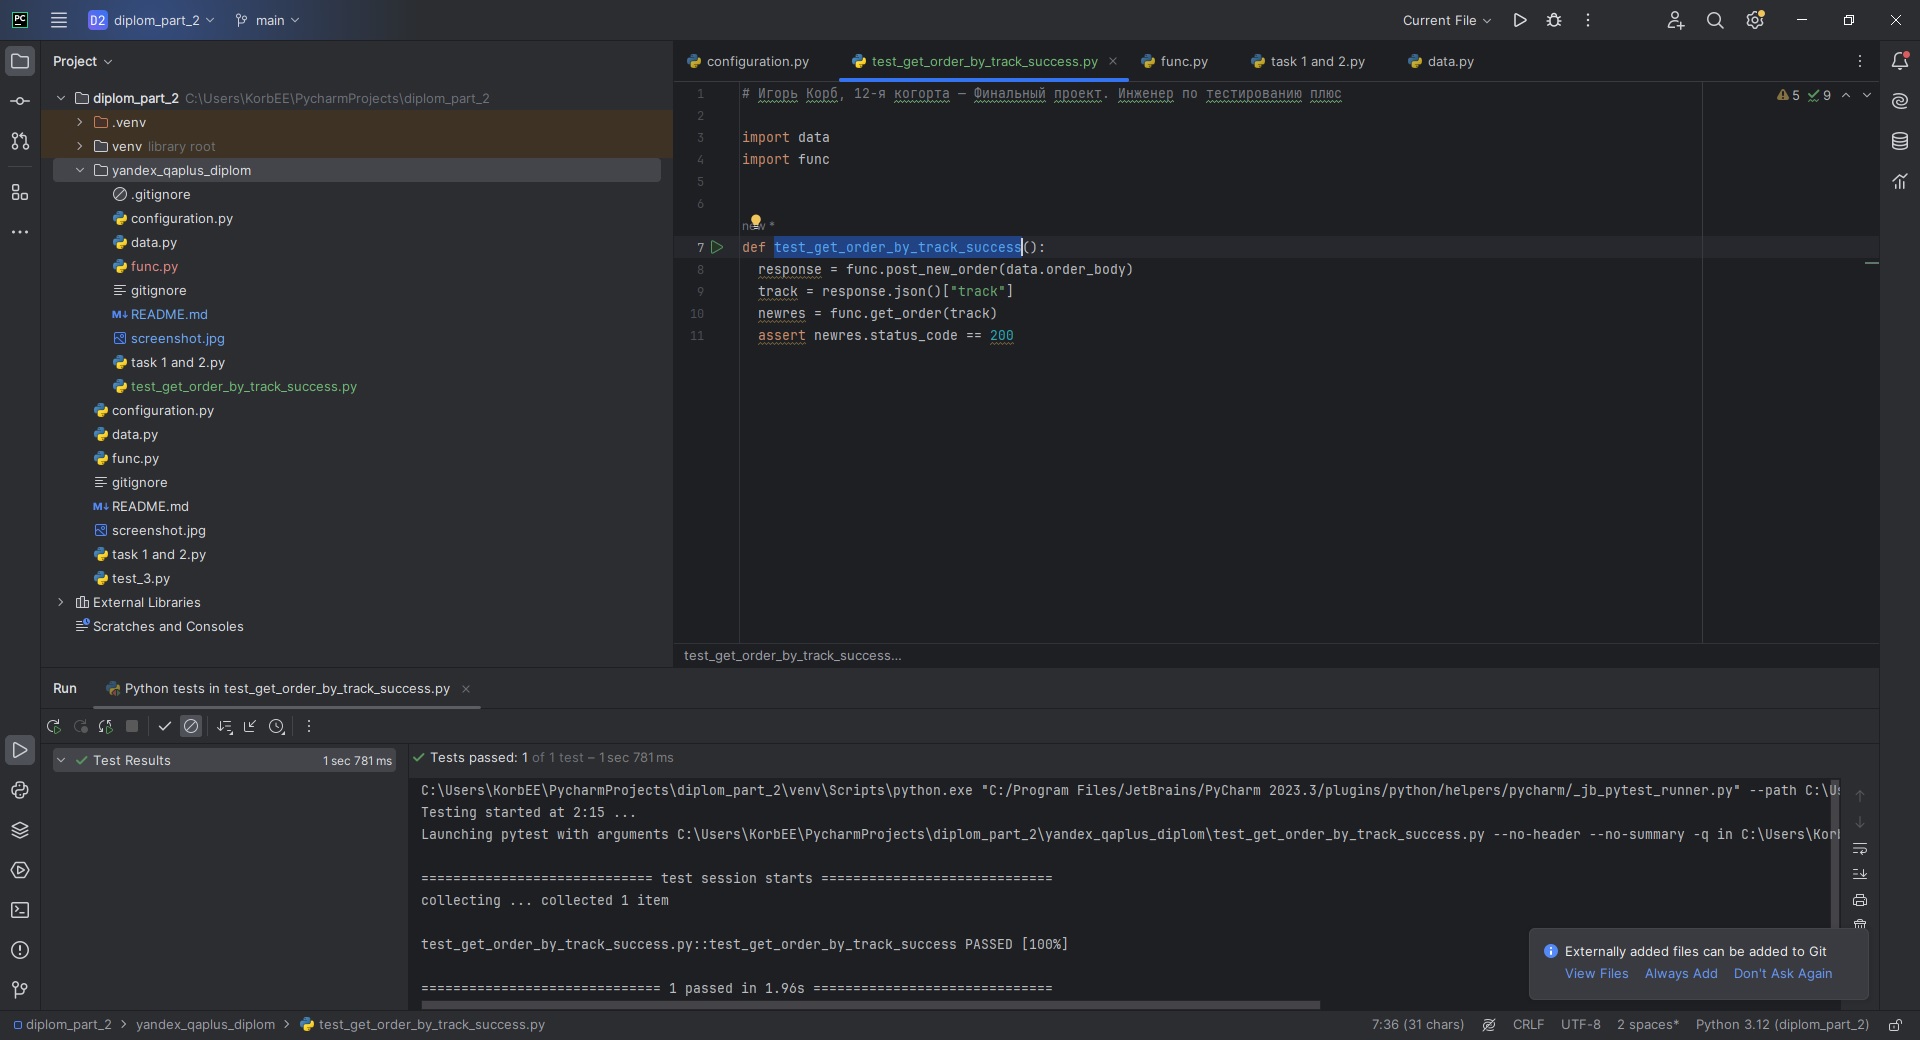 PC D2 diplom_part_2 main Current File
Project
configuration.py test_get_order_by_track_success.py func.py task 1 and 2.py data.py
diplom_part_2 C:\Users\KorbEE\PycharmProjects\diplom_part_2
.venv
venv library root
yandex_qaplus_diplom
.gitignore
configuration.py
data.py
func.py
gitignore
M↓ README.md
screenshot.jpg
task 1 and 2.py
test_get_order_by_track_success.py
configuration.py
data.py
func.py
gitignore
M↓ README.md
screenshot.jpg
task 1 and 2.py
test_3.py
External Libraries
Scratches and Consoles
5 9
1 # Игорь Корб, 12-я когорта — Финальный проект. Инженер по тестированию плюс
2
3 import data
4 import func
5
6
new *
7 def test_get_order_by_track_success():
8 response = func.post_new_order(data.order_body)
9 track = response.json()["track"]
10 newres = func.get_order(track)
11 assert newres.status_code == 200
test_get_order_by_track_success...
Run Python tests in test_get_order_by_track_success.py
Test Results 1 sec 781 ms
Tests passed: 1 of 1 test – 1 sec 781 ms
C:\Users\KorbEE\PycharmProjects\diplom_part_2\venv\Scripts\python.exe "C:/Program Files/JetBrains/PyCharm 2023.3/plugins/python/helpers/pycharm/_jb_pytest_runner.py" --path C:\Us
Testing started at 2:15 ...
Launching pytest with arguments C:\Users\KorbEE\PycharmProjects\diplom_part_2\yandex_qaplus_diplom\test_get_order_by_track_success.py --no-header --no-summary -q in C:\Users\Korb
============================= test session starts =============================
collecting ... collected 1 item
test_get_order_by_track_success.py::test_get_order_by_track_success PASSED [100%]
============================== 1 passed in 1.96s ==============================
Externally added files can be added to Git
View Files Always Add Don't Ask Again
diplom_part_2 > yandex_qaplus_diplom > test_get_order_by_track_success.py
7:36 (31 chars) CRLF UTF-8 2 spaces* Python 3.12 (diplom_part_2)